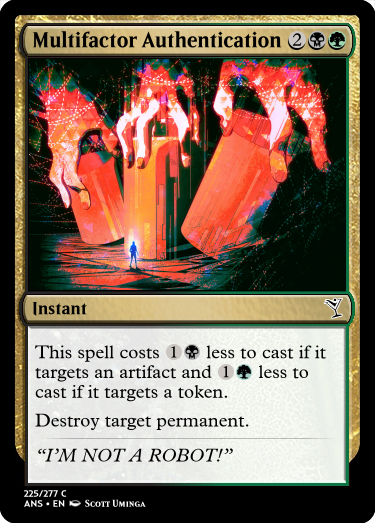 Multifactor Authentication 2
Instant
This spell costs 1 less to cast if it
targets an artifact and 1 less to
cast if it targets a token.
Destroy target permanent.
“I’M NOT A ROBOT!”
225/277 C
ANS • EN Scott Uminga